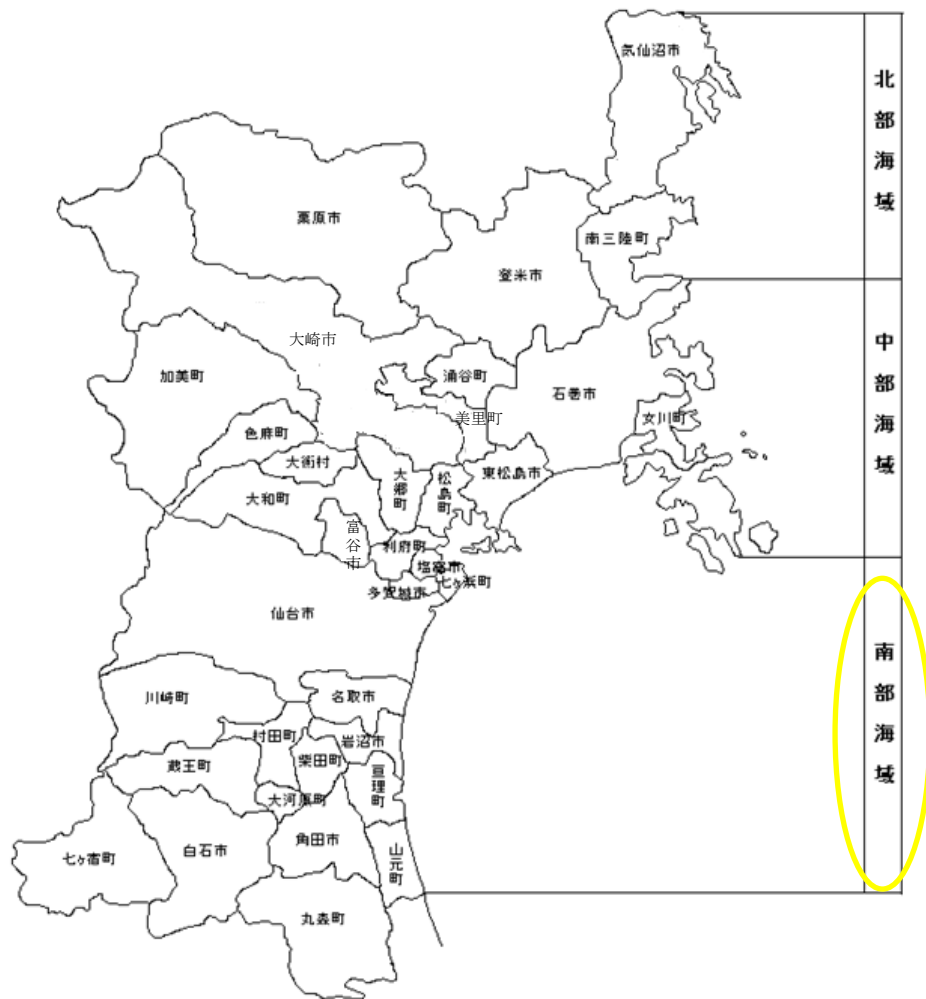 気仙沼市
北部海域
栗原市
南三陸町
登米市
大崎市
加美町
涌谷町
石巻市
中部海域
美里町
女川町
色麻町
大衡村
大郷町
松島町
東松島市
大和町
富谷市
利府町
塩竈市
七ヶ浜町
多賀城市
仙台市
南部海域
川崎町
名取市
村田町
岩沼市
柴田町
蔵王町
亘理町
大河原町
角田市
山元町
七ヶ宿町
白石市
丸森町